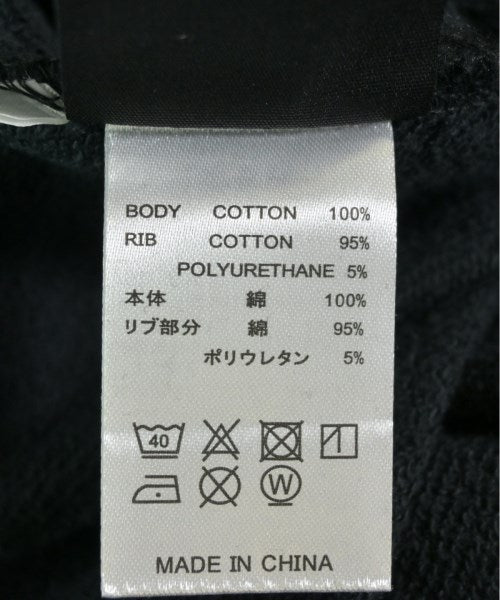 BODY COTTON 100%
RIB COTTON 95%
POLYURETHANE 5%
本体 綿 100%
リブ部分 綿 95%
ポリウレタン 5%
40
W
MADE IN CHINA